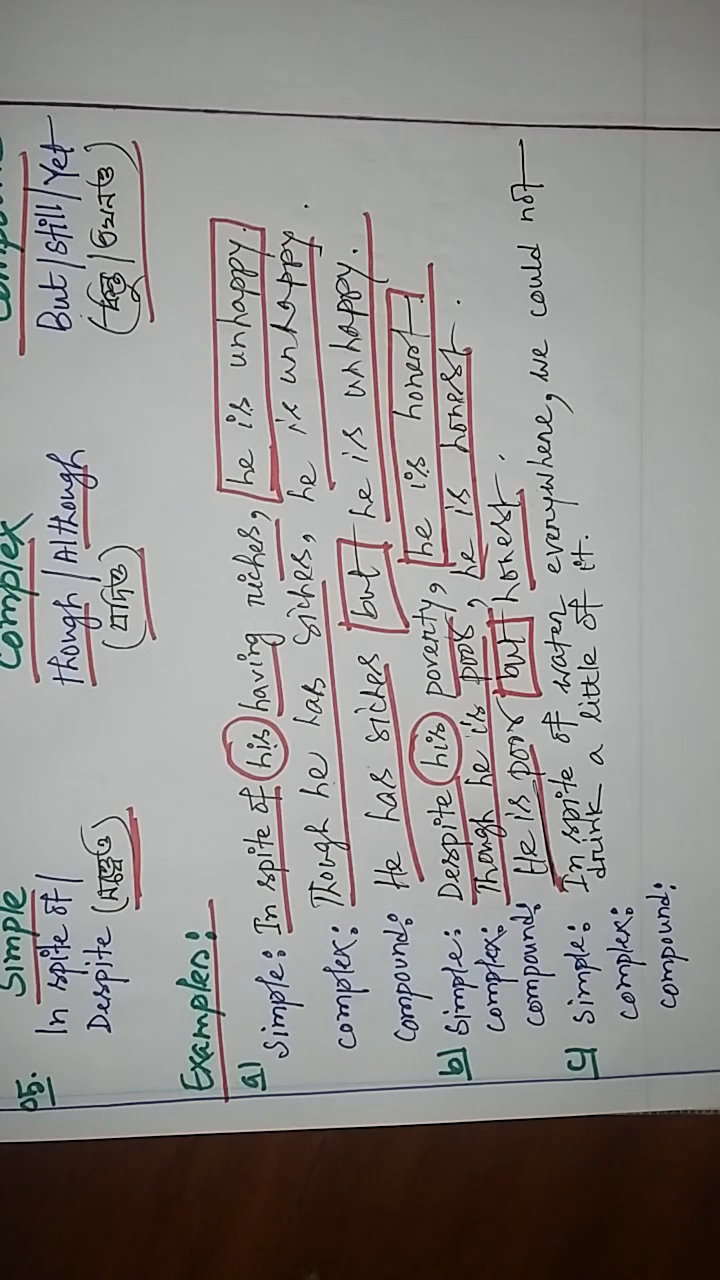 05. Simple Complex Compound
In spite of / though / Although But / still / Yet
Despite (সত্ত্বেও) (যদিও) (কিন্তু / তথাপিও)
Examples:
a)
Simple: In spite of his having riches, he is unhappy.
Complex: Though he has riches, he is unhappy.
Compound: He has riches but he is unhappy.
b) Simple: Despite his poverty, he is honest.
Complex: Though he is poor, he is honest.
Compound: He is poor but honest.
c) Simple: In spite of water everywhere, we could not
drink a little of it.
Complex:
Compound: